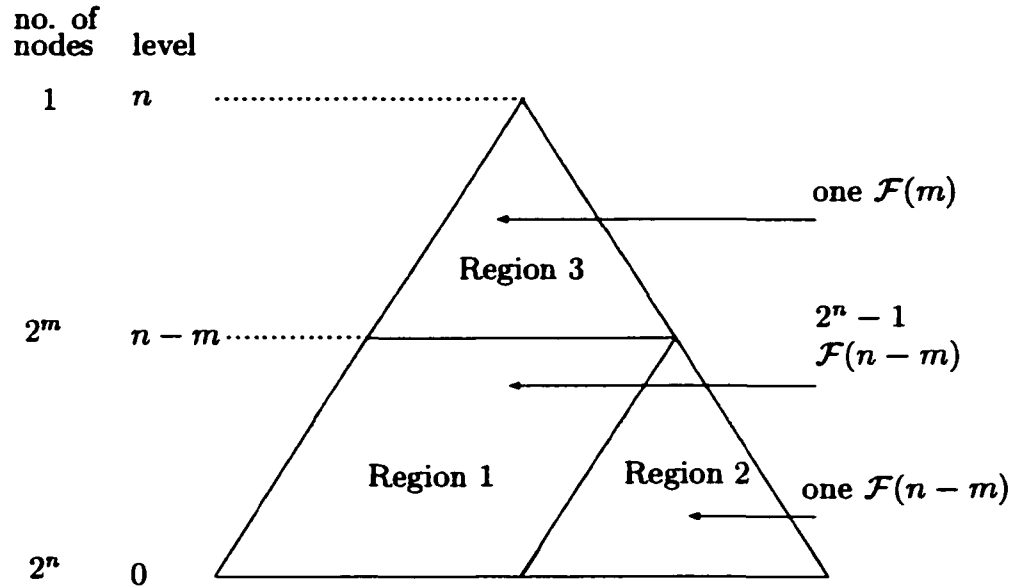 no. of
nodes level
1 n
one 𝓕(m)
Region 3
2^m n − m
2^n − 1
𝓕(n − m)
Region 1
Region 2
one 𝓕(n − m)
2^n 0